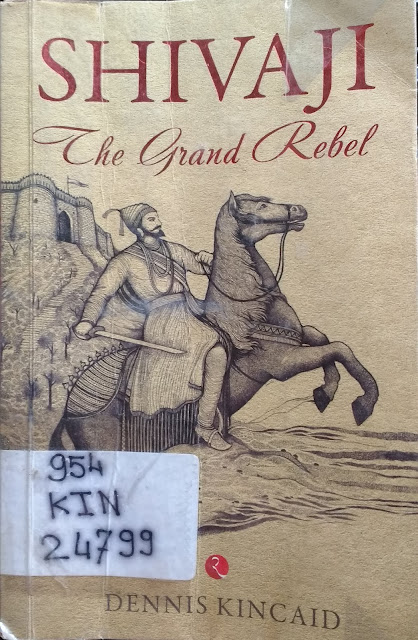 SHIVAJI
The Grand Rebel
954
KIN
24799
DENNIS KINCAID